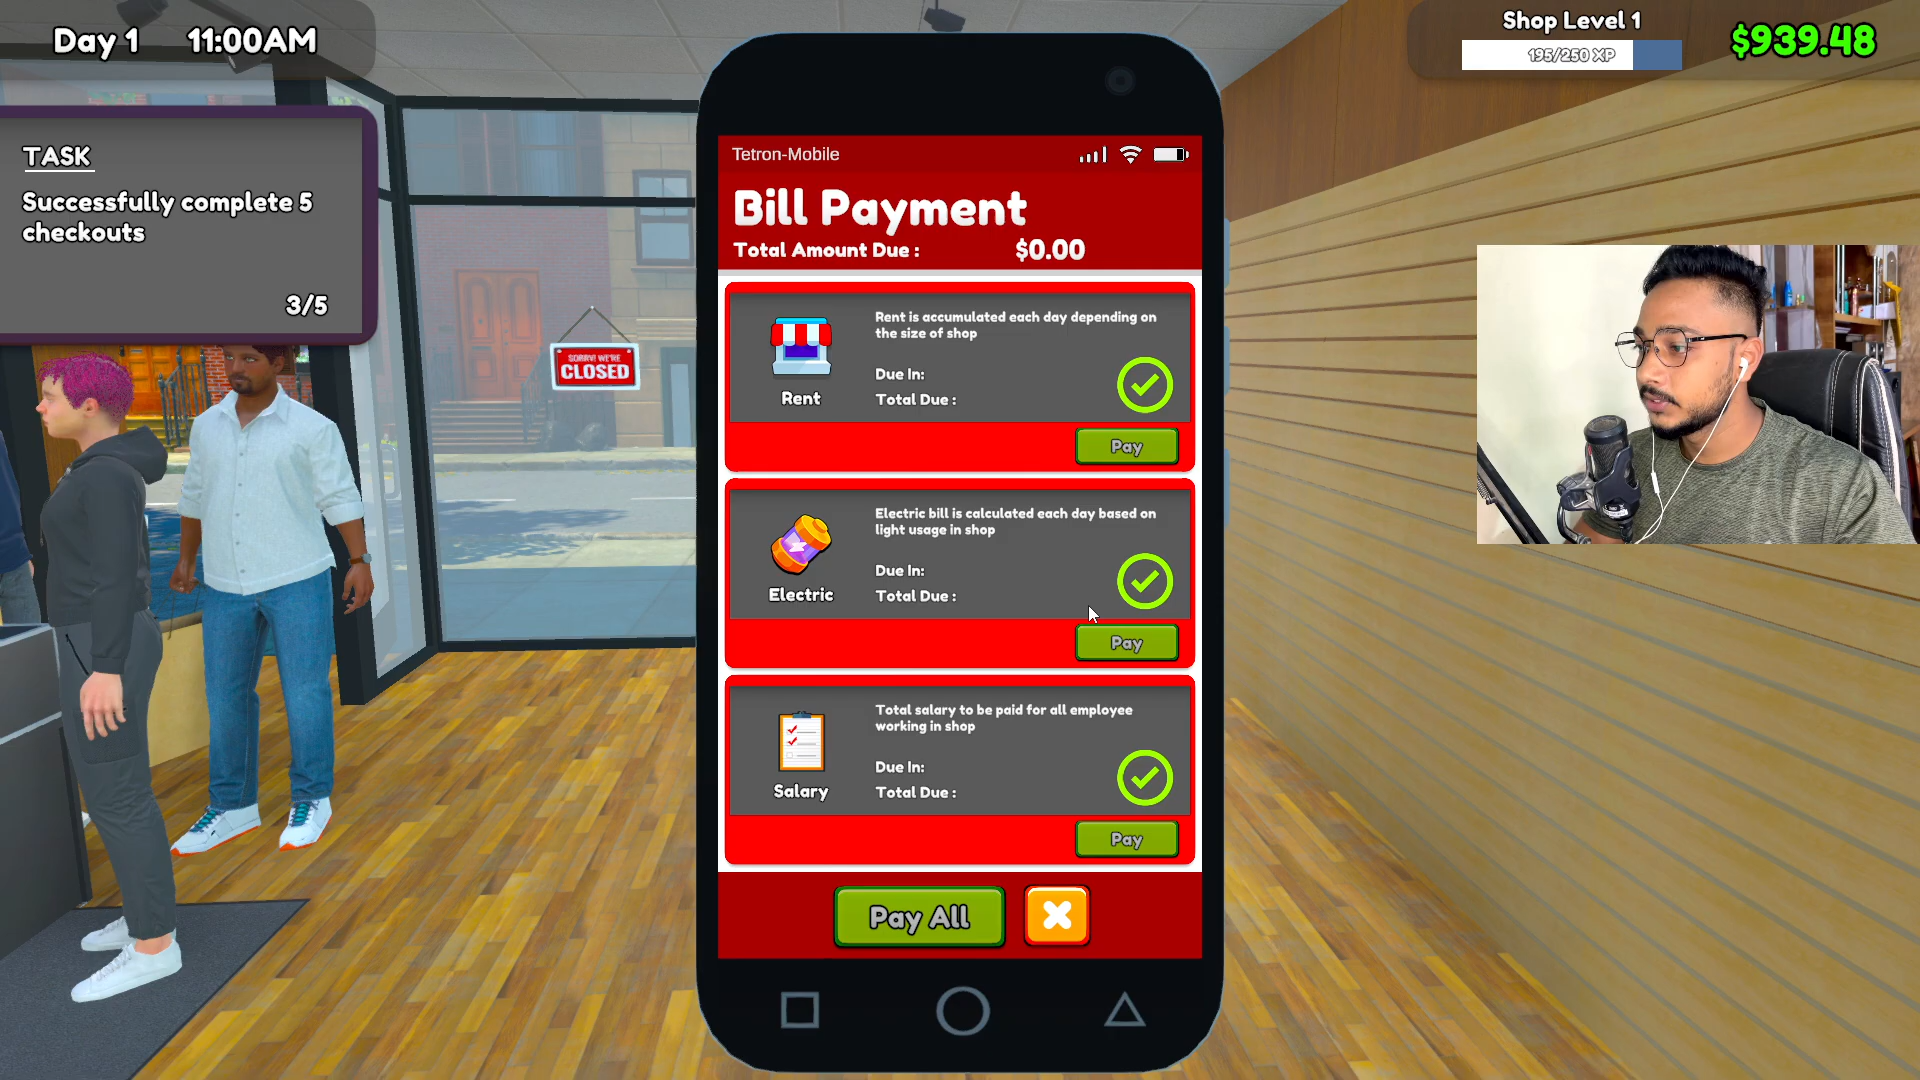 Day 1 11:00AM
Shop Level 1
195/250 XP
$939.48
TASK
Successfully complete 5
checkouts
3/5
SORRY! WE'RE
CLOSED
Tetron-Mobile
Bill Payment
Total Amount Due : $0.00
Rent is accumulated each day depending on
the size of shop
Due In:
Total Due :
Rent
Pay
Electric bill is calculated each day based on
light usage in shop
Due In:
Total Due :
Electric
Pay
Total salary to be paid for all employee
working in shop
Due In:
Total Due :
Salary
Pay
Pay All